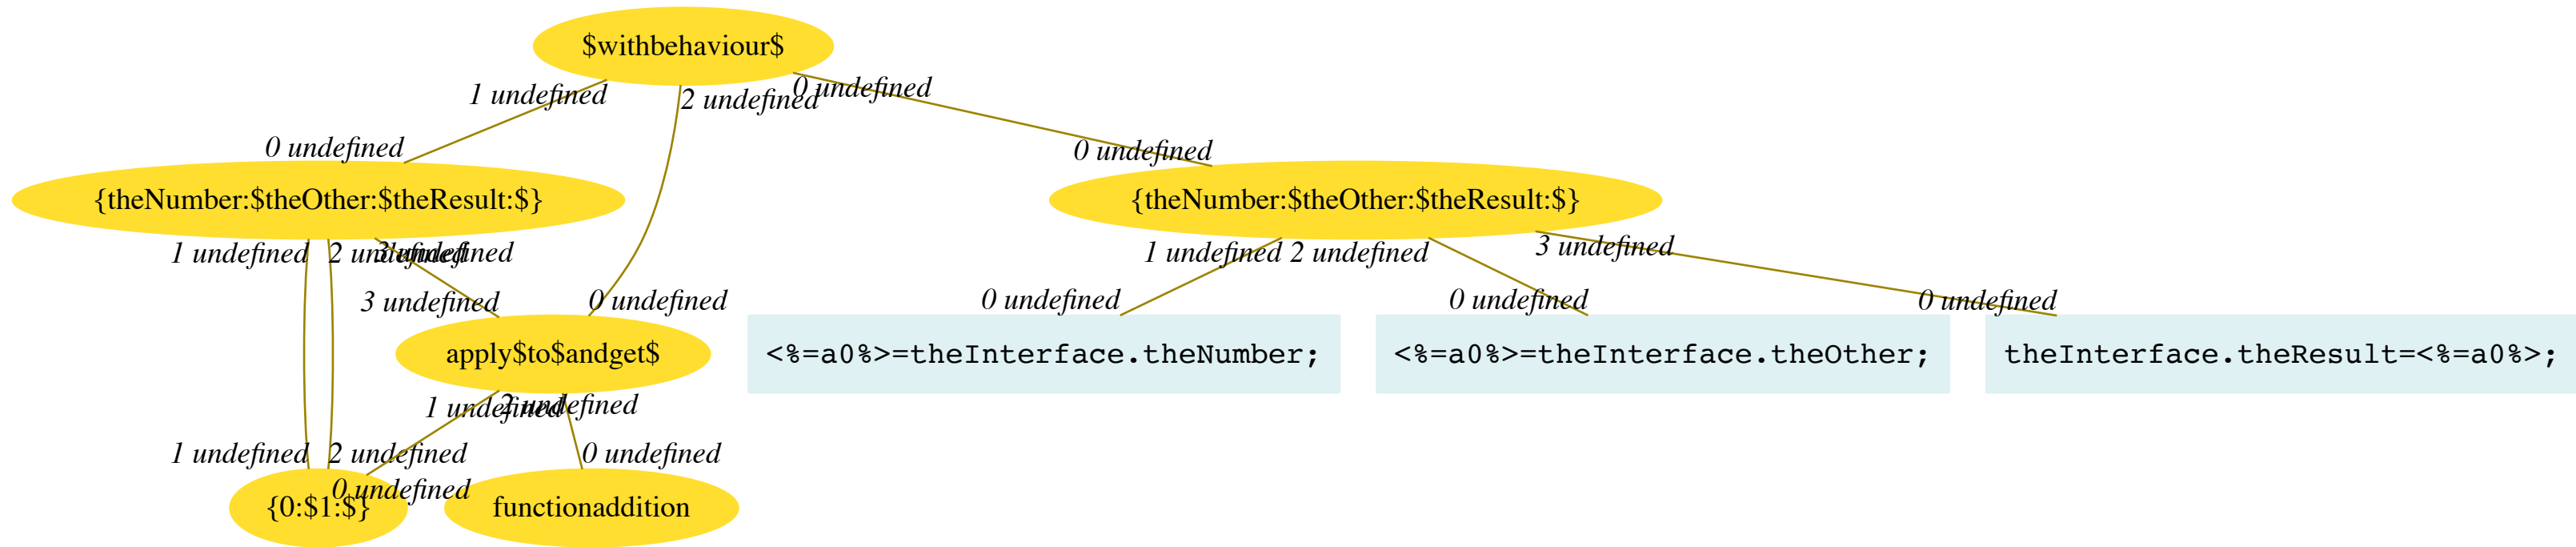 $withbehaviour$
1 undefined
2 undefined
0 undefined
0 undefined
0 undefined
{theNumber:$theOther:$theResult:$}
{theNumber:$theOther:$theResult:$}
1 undefined
2 undefined
3 undefined
1 undefined
2 undefined
3 undefined
3 undefined
0 undefined
0 undefined
0 undefined
0 undefined
apply$to$andget$
<%=a0%>=theInterface.theNumber;
<%=a0%>=theInterface.theOther;
theInterface.theResult=<%=a0%>;
1 undefined
2 undefined
1 undefined
2 undefined
0 undefined
0 undefined
{0:$1:$}
functionaddition